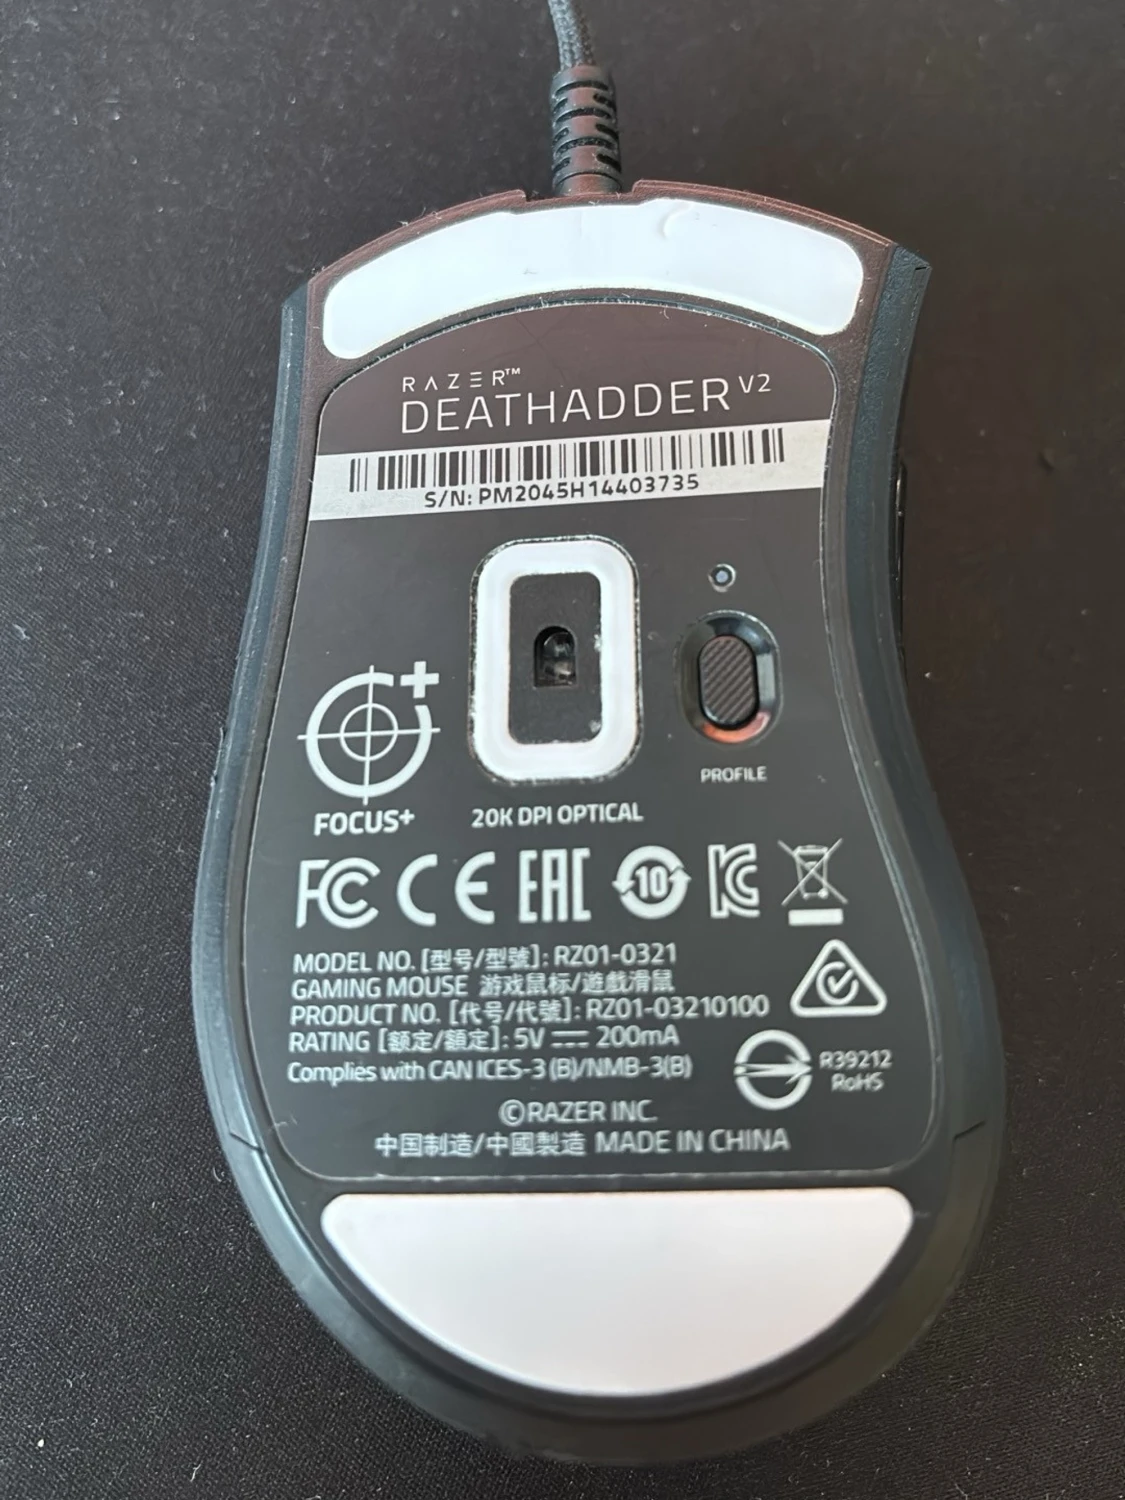 RAZER™
DEATHADDER V2
S/N: PM2045H14403735
PROFILE
FOCUS+
20K DPI OPTICAL
FC CE EAC 10 KC
MODEL NO. [型号/型號]: RZ01-0321
GAMING MOUSE 游戏鼠标/遊戲滑鼠
PRODUCT NO. [代号/代號]: RZ01-03210100
RATING [额定/額定]: 5V ⎓ 200mA
Complies with CAN ICES-3 (B)/NMB-3(B)
R39212
RoHS
©RAZER INC.
中国制造/中國製造 MADE IN CHINA